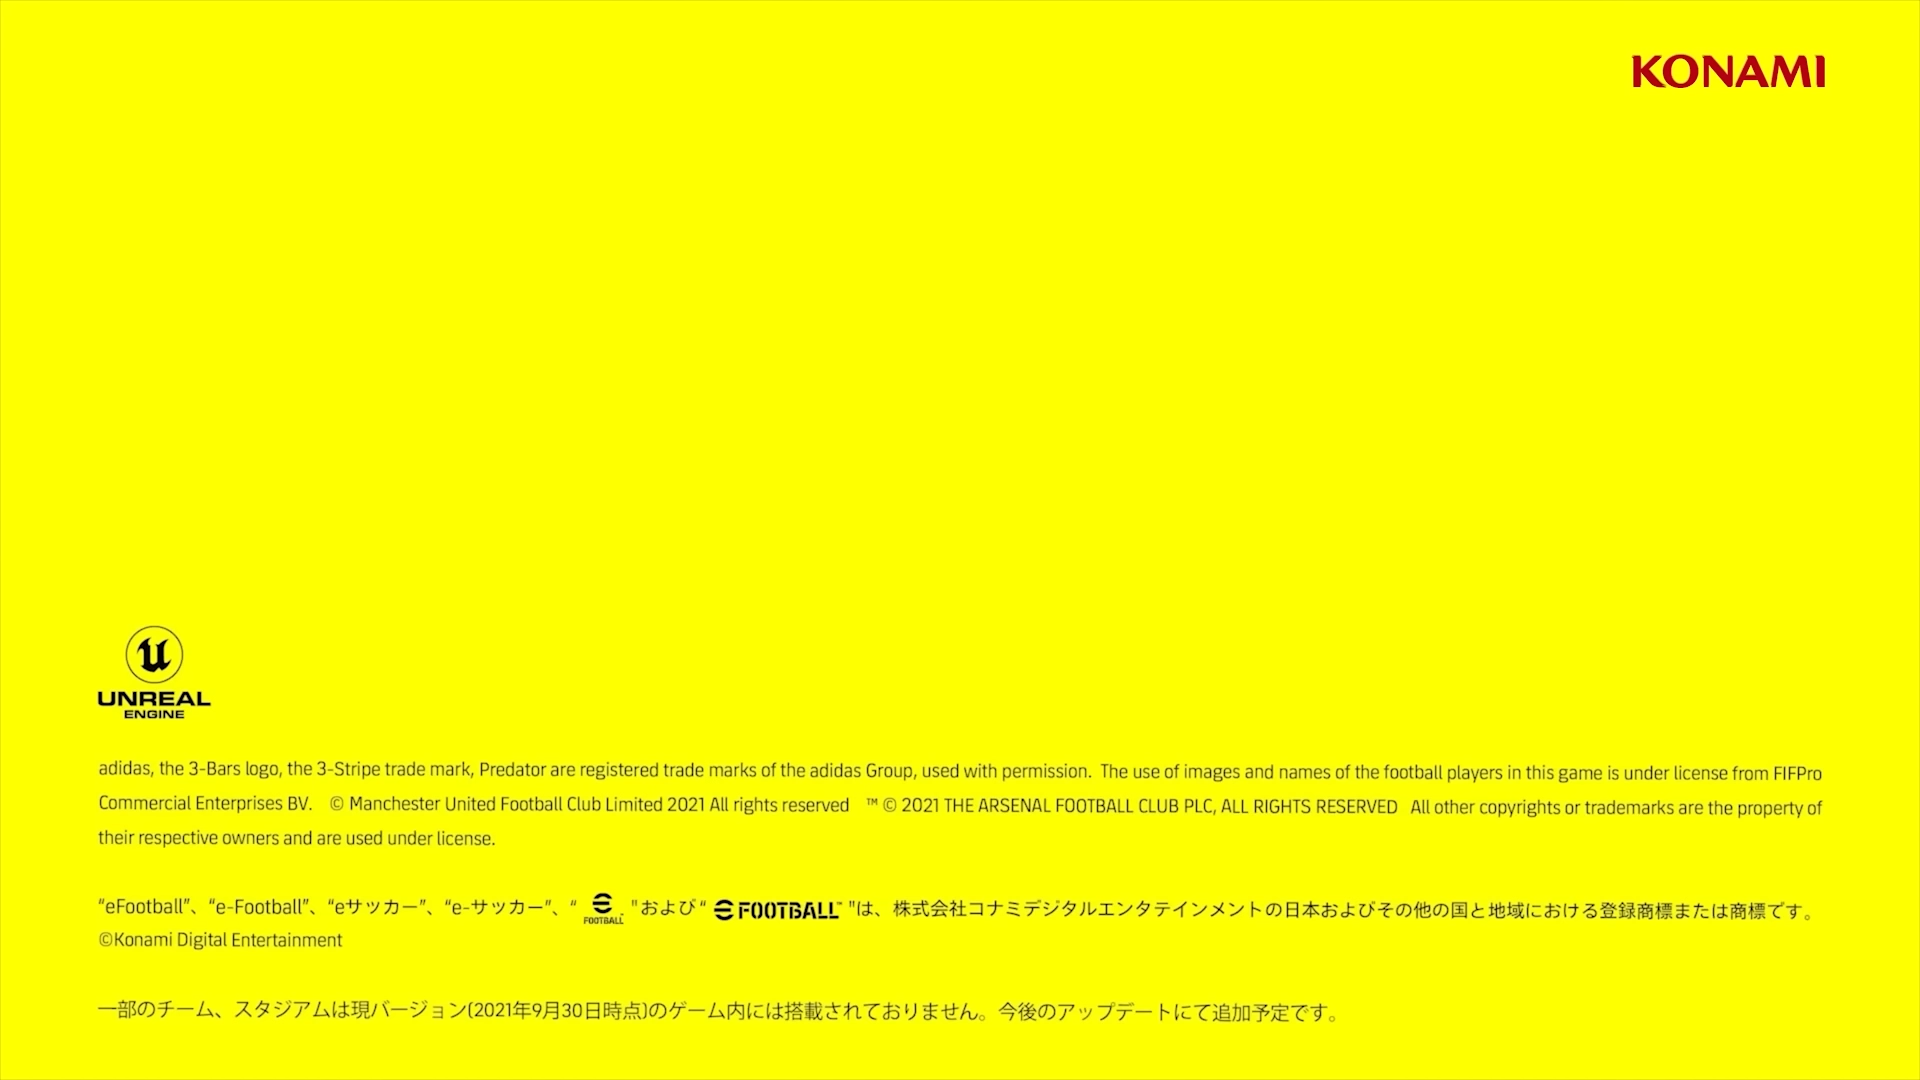 KONAMI
UNREAL
ENGINE
adidas, the 3-Bars logo, the 3-Stripe trade mark, Predator are registered trade marks of the adidas Group, used with permission. The use of images and names of the football players in this game is under license from FIFPro
Commercial Enterprises BV. © Manchester United Football Club Limited 2021 All rights reserved ™ © 2021 THE ARSENAL FOOTBALL CLUB PLC, ALL RIGHTS RESERVED All other copyrights or trademarks are the property of
their respective owners and are used under license.
“eFootball”、“e-Football”、“eサッカー”、“e-サッカー”、“ FOOTBALL "および“ FOOTBALL "は、株式会社コナミデジタルエンタテインメントの日本およびその他の国と地域における登録商標または商標です。
©Konami Digital Entertainment
一部のチーム、スタジアムは現バージョン(2021年9月30日時点)のゲーム内には搭載されておりません。今後のアップデートにて追加予定です。